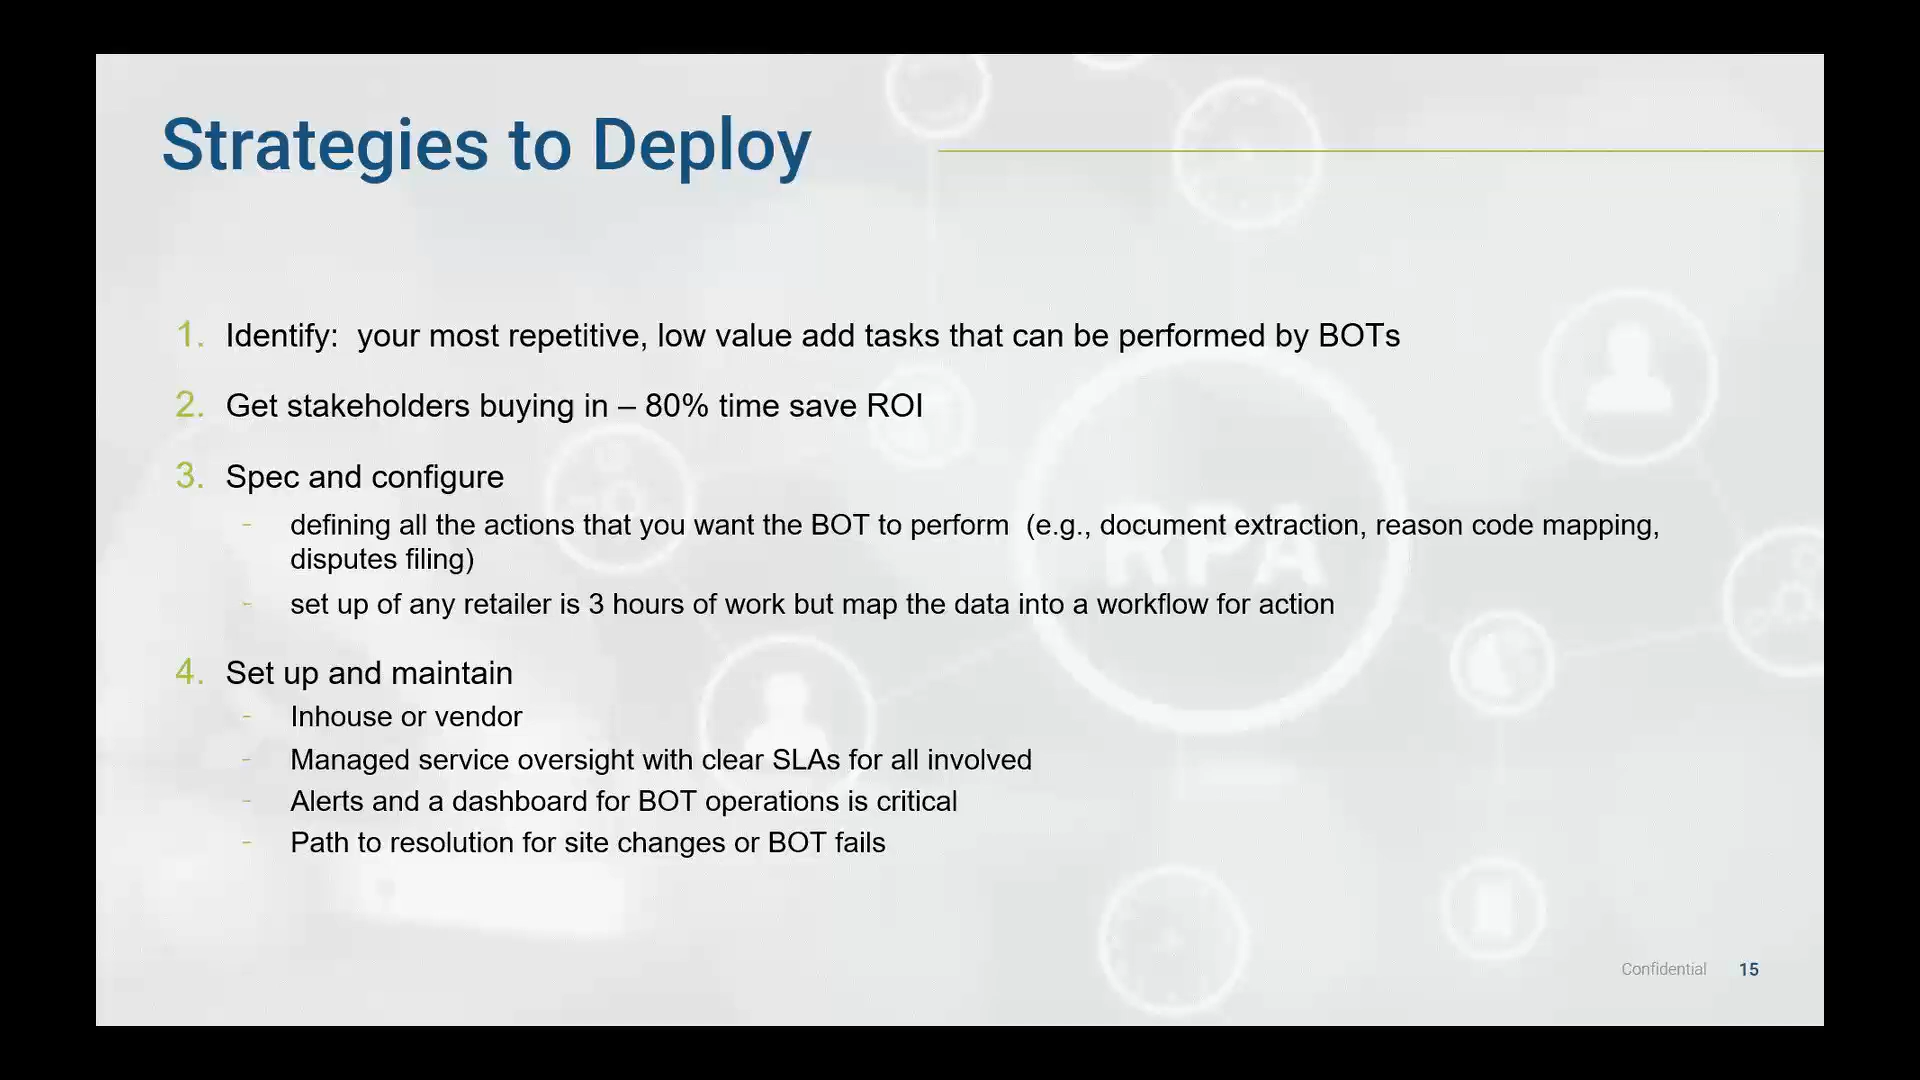 Strategies to Deploy
1. Identify:  your most repetitive, low value add tasks that can be performed by BOTs
2. Get stakeholders buying in – 80% time save ROI
3. Spec and configure
- defining all the actions that you want the BOT to perform  (e.g., document extraction, reason code mapping,
disputes filing)
- set up of any retailer is 3 hours of work but map the data into a workflow for action
4. Set up and maintain
- Inhouse or vendor
- Managed service oversight with clear SLAs for all involved
- Alerts and a dashboard for BOT operations is critical
- Path to resolution for site changes or BOT fails
RPA
Confidential 15